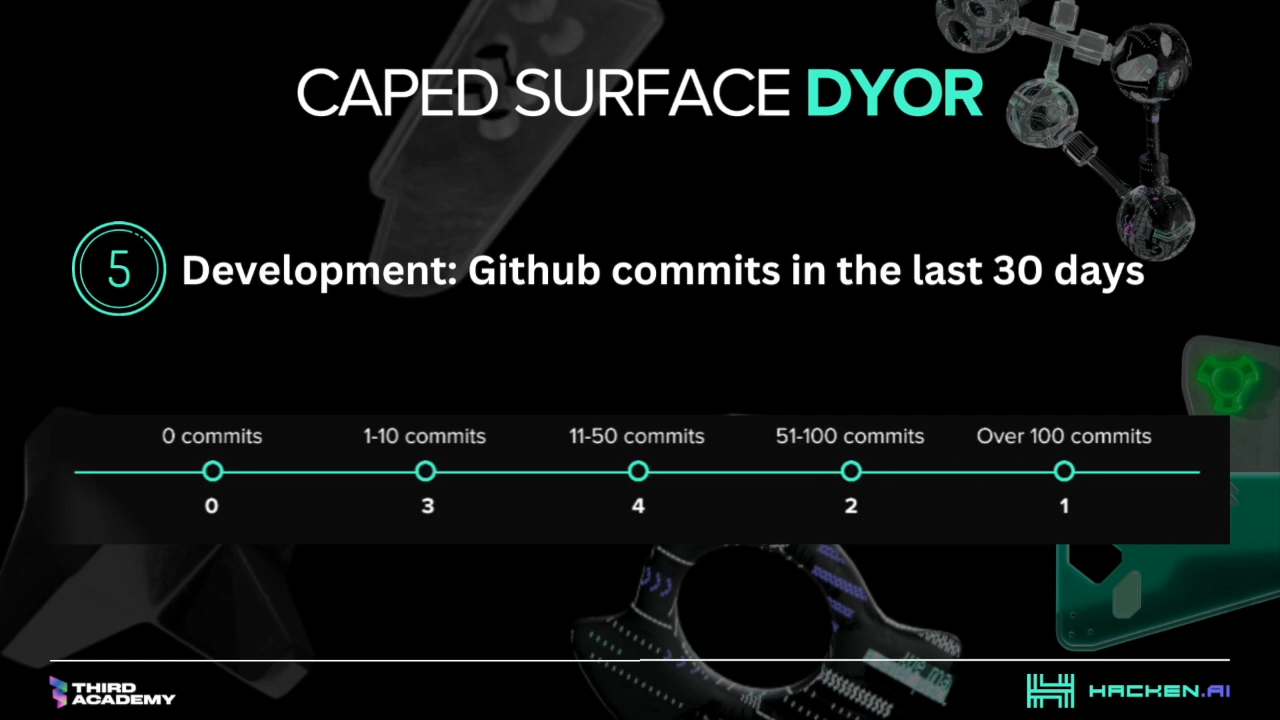 CAPED SURFACE DYOR
5 Development: Github commits in the last 30 days
0 commits 1-10 commits 11-50 commits 51-100 commits Over 100 commits
0 3 4 2 1
THIRD
ACADEMY
HACKEN.AI